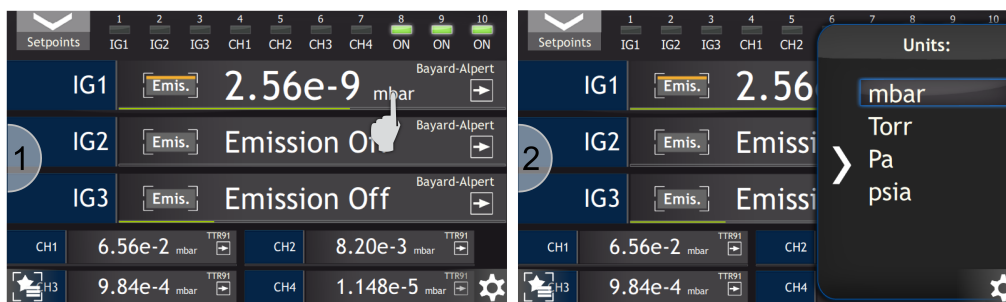 1 2 3 4 5 6 7 8 9 10
Setpoints IG1 IG2 IG3 CH1 CH2 CH3 CH4 ON ON ON
Bayard-Alpert
IG1 Emis. 2.56e-9 mbar
Bayard-Alpert
IG2 Emis. Emission Off
1
Bayard-Alpert
IG3 Emis. Emission Off
TTR91 TTR91
CH1 6.56e-2 mbar CH2 8.20e-3 mbar
TTR91 TTR91
CH3 9.84e-4 mbar CH4 1.148e-5 mbar
1 2 3 4 5 6 7 8 9 10
Setpoints IG1 IG2 IG3 CH1 CH2
IG1 Emis. 2.56
IG2 Emis. Emissi
2
IG3 Emis. Emissi
TTR91
CH1 6.56e-2 mbar CH2
TTR91
CH3 9.84e-4 mbar CH4
Units:
mbar
Torr
Pa
psia